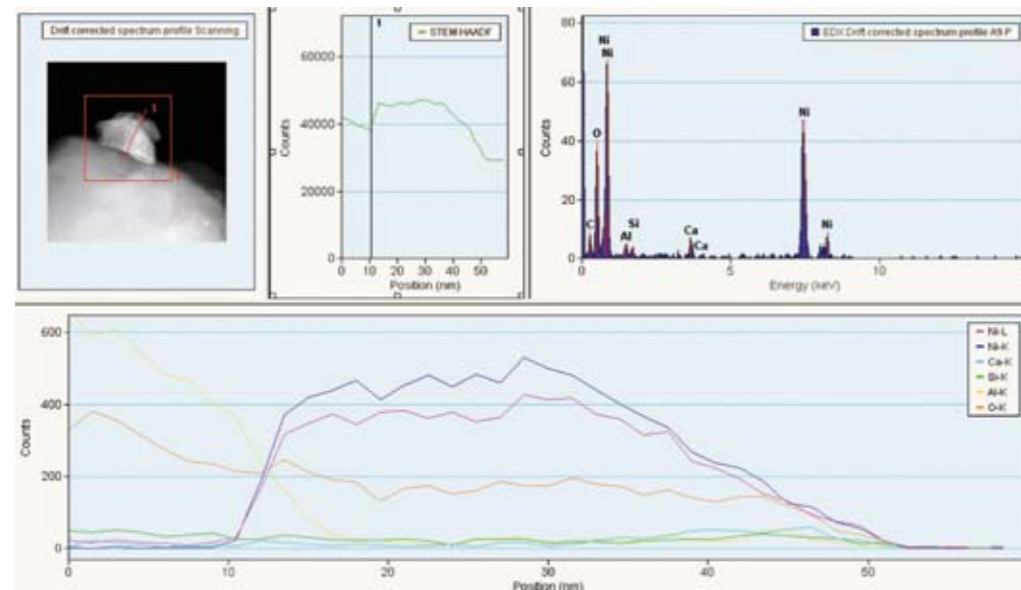 Drift corrected spectrum profile Scanning
1
1
STEM HAADF
60000
40000
20000
0
Counts
0 10 20 30 40 50
Position (nm)
EDX Drift corrected spectrum profile A9 P
80
60
40
20
0
Counts
Ni
Ni
O
C
Al
Si
Ca
Ca
Ni
Ni
0 5 10
Energy (keV)
600
400
200
0
Counts
Ni-L
Ni-K
Ca-K
Si-K
Al-K
O-K
0 10 20 30 40 50
Position (nm)